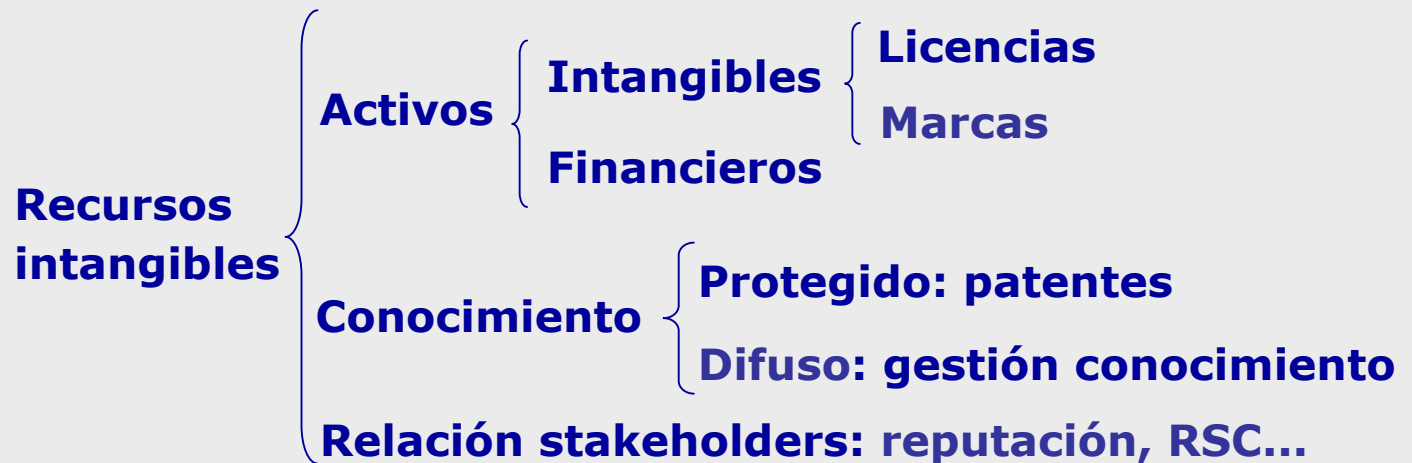 Recursos
intangibles
Activos
Intangibles
Licencias
Marcas
Financieros
Conocimiento
Protegido: patentes
Difuso: gestión conocimiento
Relación stakeholders: reputación, RSC...